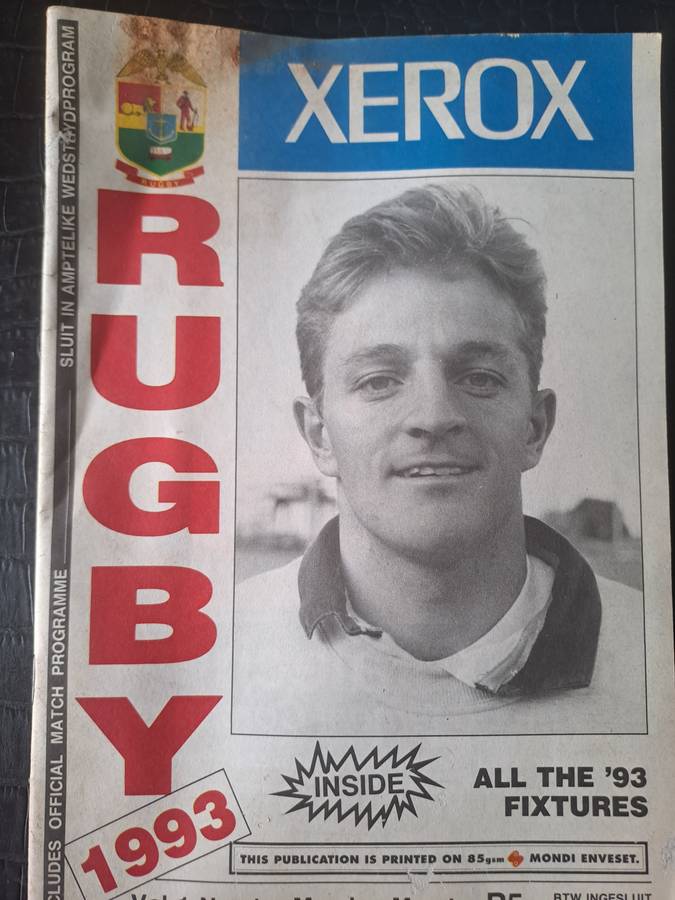 SLUIT IN AMPTELIKE WEDSTRYDPROGRAM
OFFICIAL MATCH PROGRAMME
RUGBY
XEROX
RUGBY
1993
INSIDE
ALL THE '93
FIXTURES
THIS PUBLICATION IS PRINTED ON 85gsm MONDI ENVESET.
BTW INGESLUIT